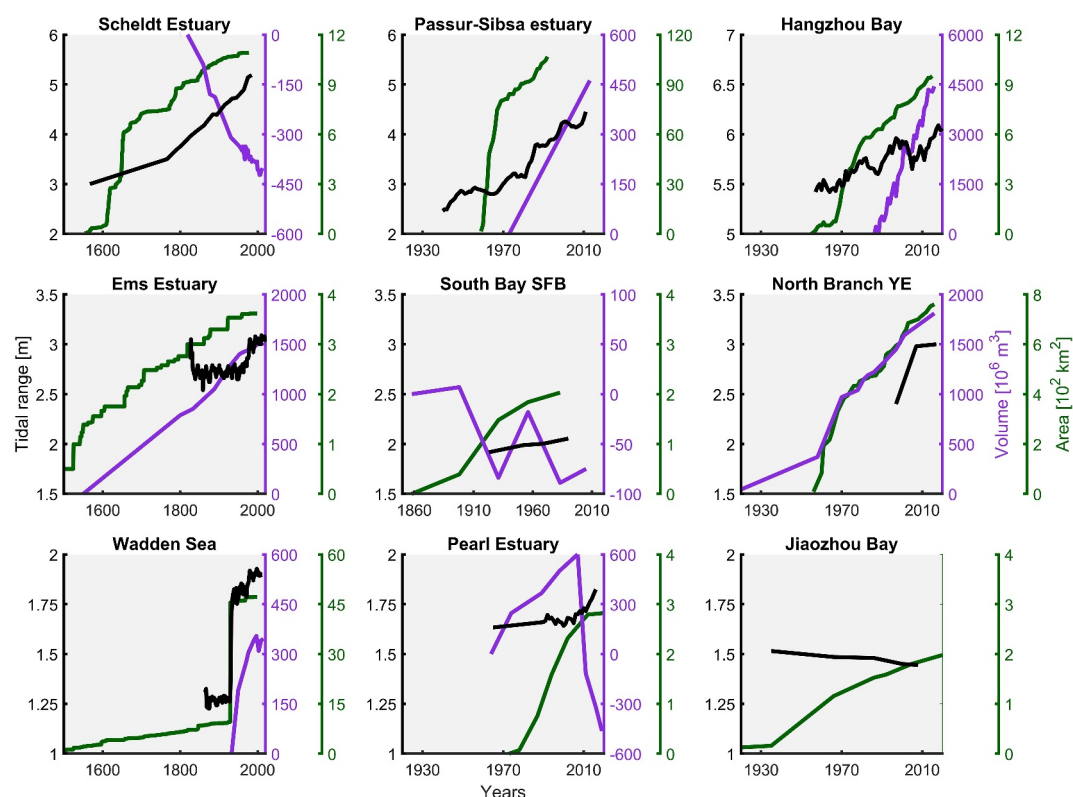 Scheldt Estuary Passur-Sibsa estuary Hangzhou Bay
6 0 12 6 600 120 7 6000 12
5 -150 9 5 450 90 6.5 4500 9
4 -300 6 4 300 60 6 3000 6
3 -450 3 3 150 30 5.5 1500 3
2 -600 0 2 0 0 5 0 0
1600 1800 2000 1930 1970 2010 1930 1970 2010
Ems Estuary South Bay SFB North Branch YE
3.5 2000 4 3.5 100 4 3.5 2000 8
3 1500 3 3 50 3 3 1500 6
2.5 1000 2 2.5 0 2 2.5 1000 4
2 500 1 2 -50 1 2 500 2
1.5 0 0 1.5 -100 0 1.5 0 0
1600 1800 2000 1860 1910 1960 2010 1930 1970 2010
Tidal range [m]
Volume [10⁶ m³]
Area [10² km²]
Wadden Sea Pearl Estuary Jiaozhou Bay
2 600 60 2 600 4 2 4
1.75 450 45 1.75 300 3 1.75 3
1.5 300 30 1.5 0 2 1.5 2
1.25 150 15 1.25 -300 1 1.25 1
1 0 0 1 -600 0 1 0
1600 1800 2000 1930 1970 2010 1930 1970 2010
Years